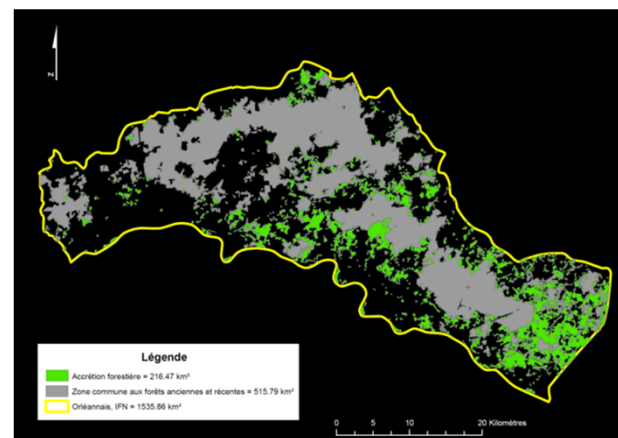 N
Légende
Accrétion forestière = 216.47 km²
Zone commune aux forêts anciennes et récentes = 515.79 km²
Orléannais, IFN = 1535.86 km²
0 5 10 20 Kilomètres